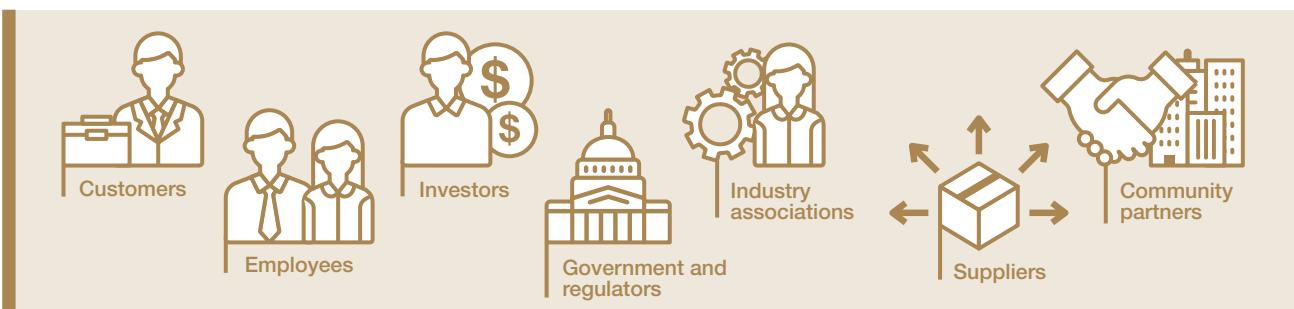 Customers
Employees
$
$
Investors
Government and
regulators
Industry
associations
Suppliers
Community
partners